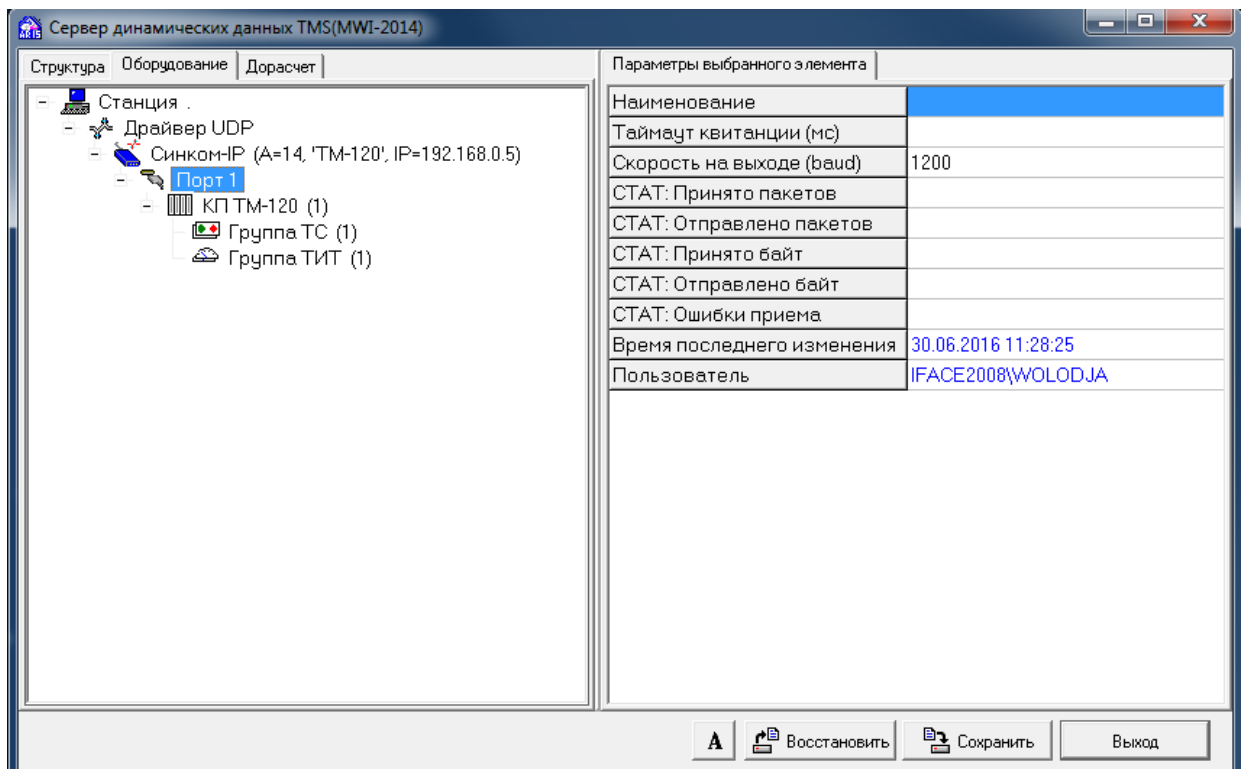 Сервер динамических данных TMS(MWI-2014)
Структура Оборудование Дорасчет
Параметры выбранного элемента
Станция .
Драйвер UDP
Синком-IP (A=14, 'TM-120', IP=192.168.0.5)
Порт 1
КП ТМ-120 (1)
Группа ТС (1)
Группа ТИТ (1)
Наименование
Таймаут квитанции (мс)
Скорость на выходе (baud) 1200
СТАТ: Принято пакетов
СТАТ: Отправлено пакетов
СТАТ: Принято байт
СТАТ: Отправлено байт
СТАТ: Ошибки приема
Время последнего изменения 30.06.2016 11:28:25
Пользователь IFACE2008\WOLODJA
A Восстановить Сохранить Выход